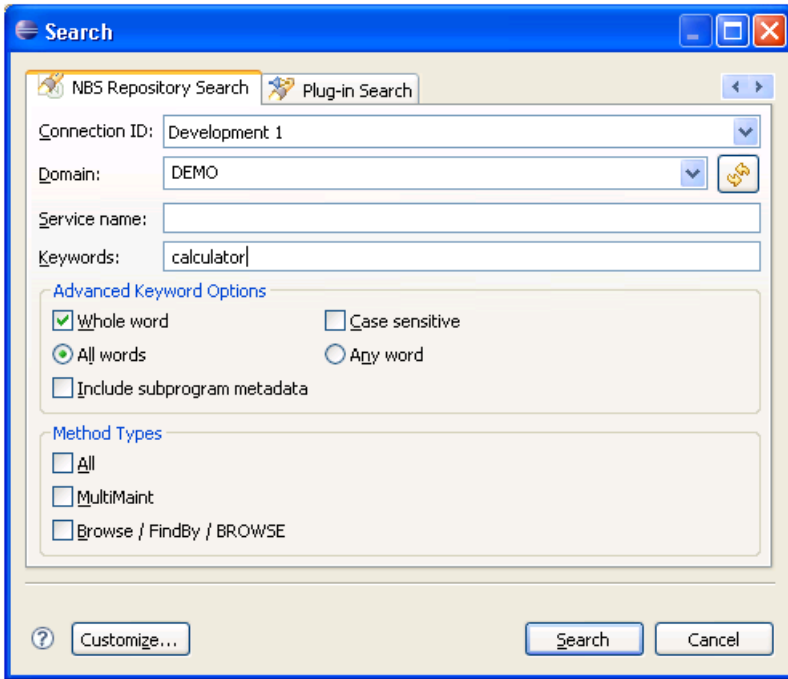 Search
NBS Repository Search Plug-in Search
Connection ID: Development 1
Domain: DEMO
Service name:
Keywords: calculator
Advanced Keyword Options
Whole word Case sensitive
All words Any word
Include subprogram metadata
Method Types
All
MultiMaint
Browse / FindBy / BROWSE
? Customize... Search Cancel